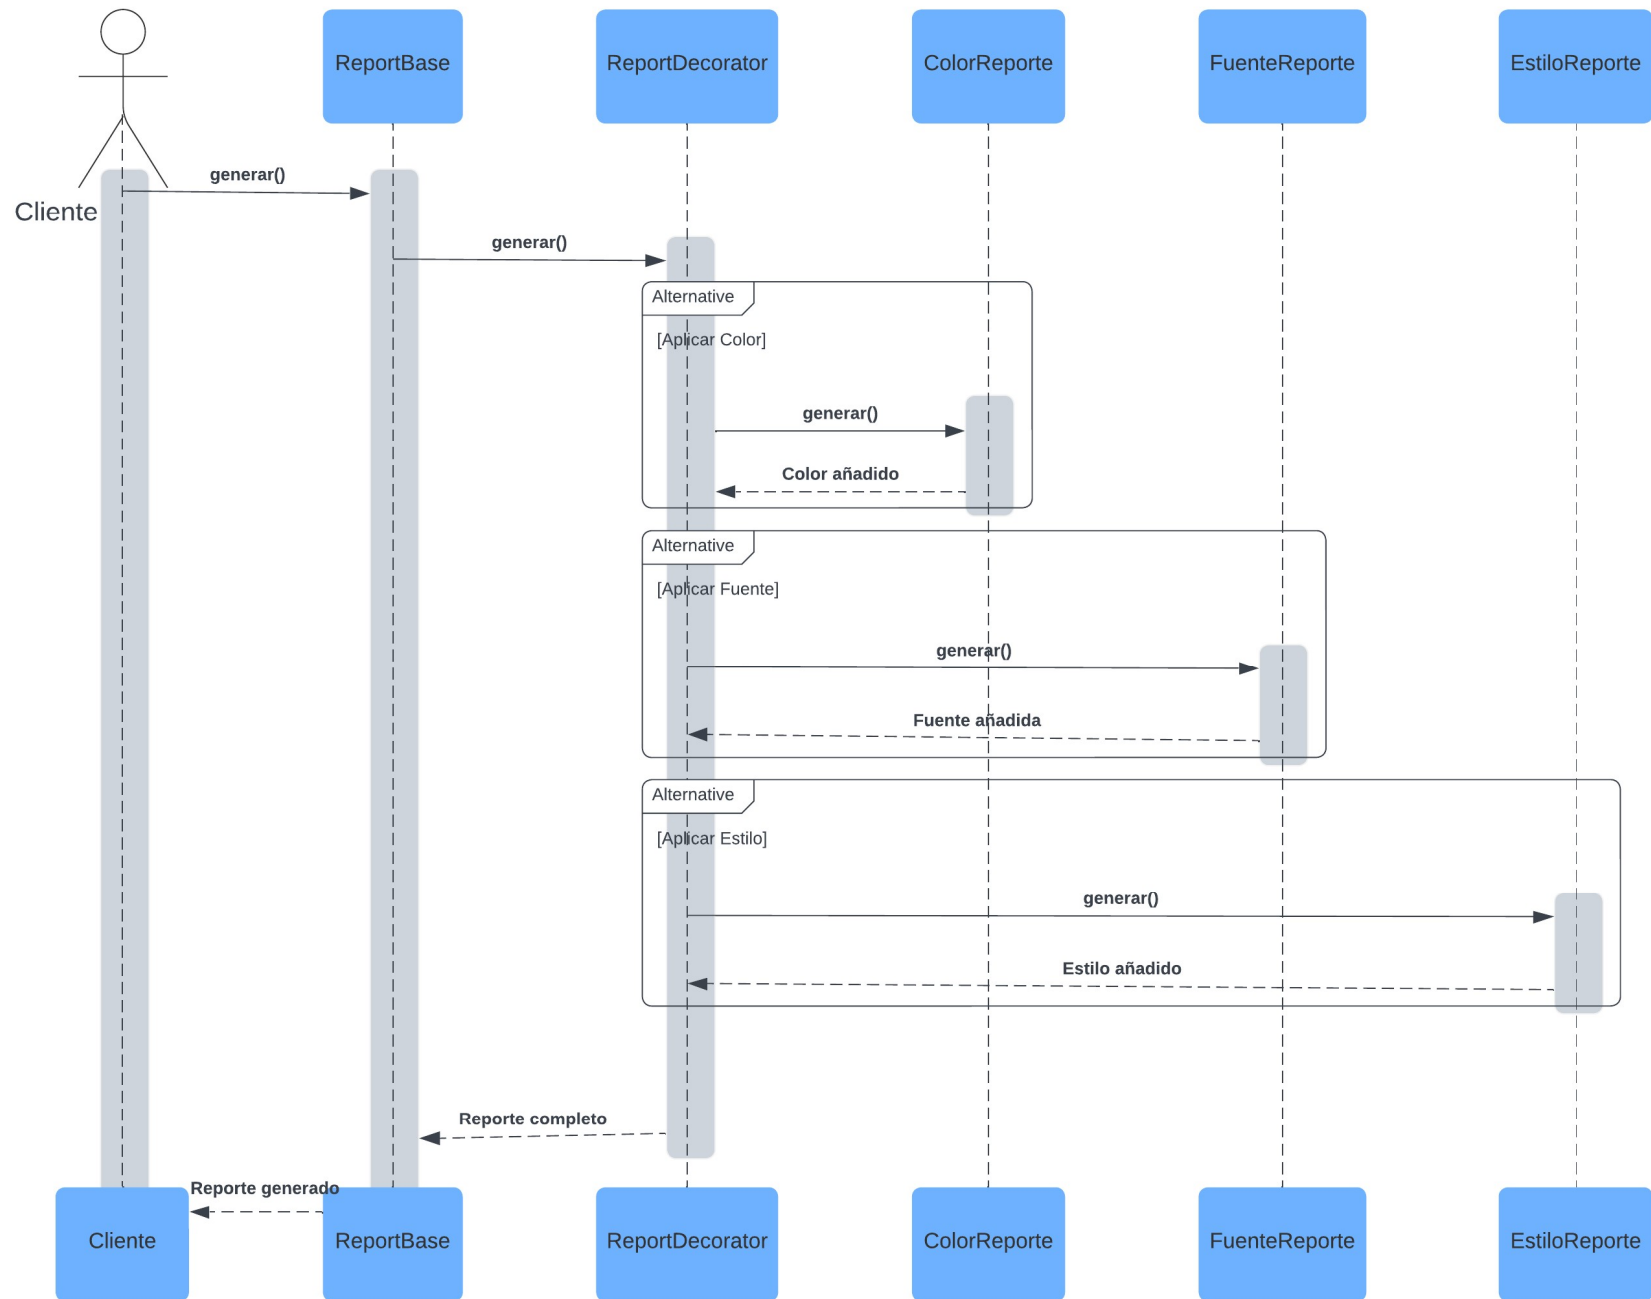 ReportBase
ReportDecorator
ColorReporte
FuenteReporte
EstiloReporte
Cliente
generar()
generar()
Alternative
[Aplicar Color]
generar()
Color añadido
Alternative
[Aplicar Fuente]
generar()
Fuente añadida
Alternative
[Aplicar Estilo]
generar()
Estilo añadido
Reporte completo
Reporte generado
Cliente
ReportBase
ReportDecorator
ColorReporte
FuenteReporte
EstiloReporte